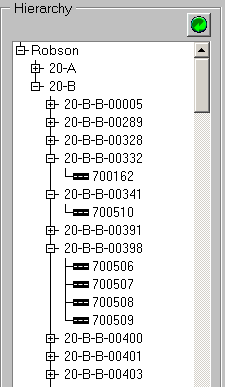 Hierarchy
Robson
20-A
20-B
20-B-B-00005
20-B-B-00289
20-B-B-00328
20-B-B-00332
700162
20-B-B-00341
700510
20-B-B-00391
20-B-B-00398
700506
700507
700508
700509
20-B-B-00400
20-B-B-00401
20-B-B-00403